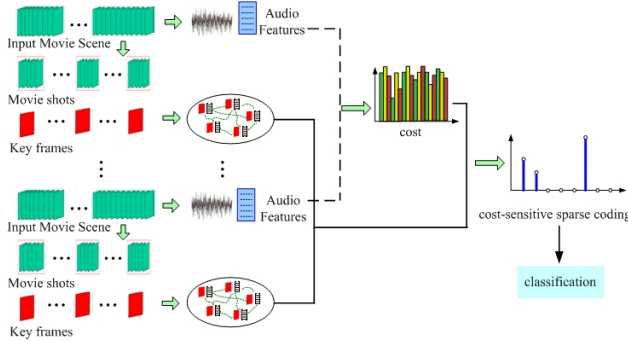 Audio
Features
Input Movie Scene
Movie shots
Key frames
cost
Audio
Features
Input Movie Scene
cost-sensitive sparse coding
Movie shots
classification
Key frames